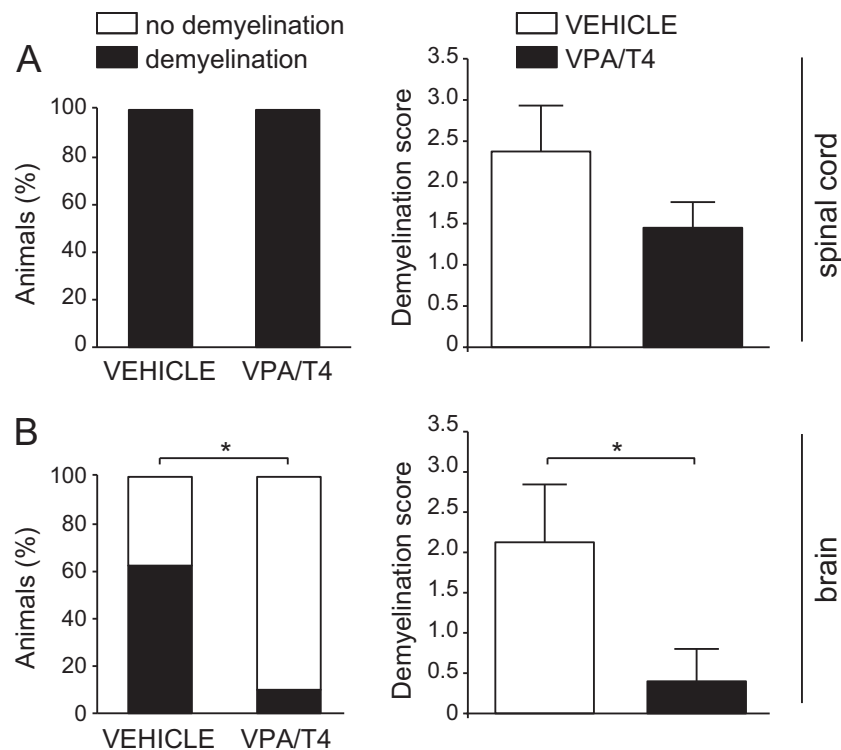 A
no demyelination
demyelination
Animals (%)
100
80
60
40
20
0
VEHICLE VPA/T4
VEHICLE
VPA/T4
Demyelination score
3.5
3.0
2.5
2.0
1.5
1.0
0.5
0
spinal cord
B
Animals (%)
100
80
60
40
20
0
*
VEHICLE VPA/T4
Demyelination score
3.5
3.0
2.5
2.0
1.5
1.0
0.5
0
*
brain